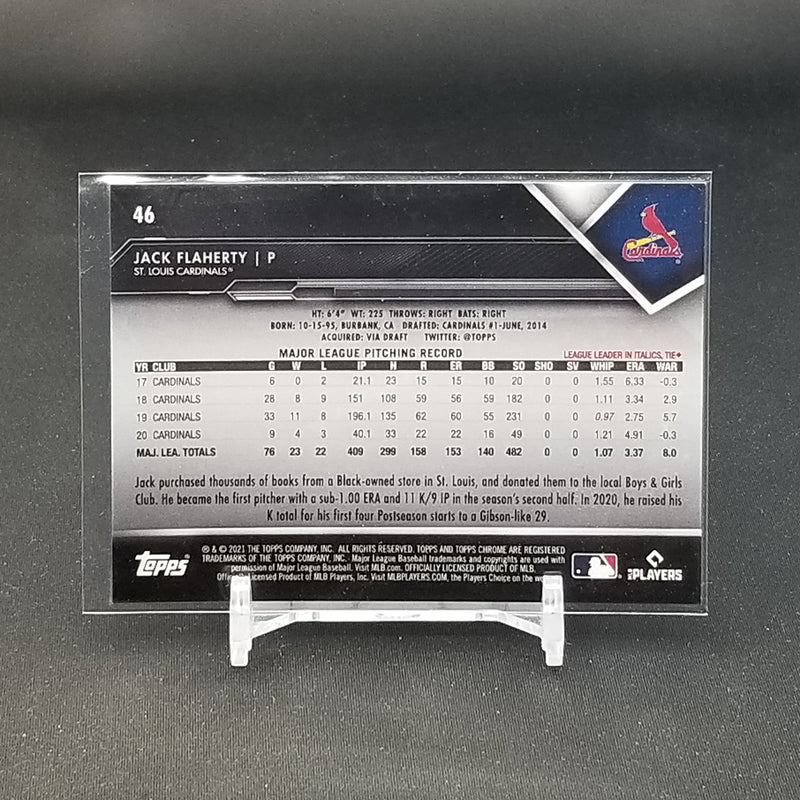 46
Cardinals
JACK FLAHERTY | P
ST. LOUIS CARDINALS®
HT: 6'4" WT: 225 THROWS: RIGHT BATS: RIGHT
BORN: 10-15-95, BURBANK, CA DRAFTED: CARDINALS #1-JUNE, 2014
ACQUIRED: VIA DRAFT TWITTER: @TOPPS
MAJOR LEAGUE PITCHING RECORD LEAGUE LEADER IN ITALICS, TIE♦
YR CLUB G W L IP H R ER BB SO SHO SV WHIP ERA WAR
17 CARDINALS 6 0 2 21.1 23 15 15 10 20 0 0 1.55 6.33 -0.3
18 CARDINALS 28 8 9 151 108 59 56 59 182 0 0 1.11 3.34 2.9
19 CARDINALS 33 11 8 196.1 135 62 60 55 231 0 0 0.97 2.75 5.7
20 CARDINALS 9 4 3 40.1 33 22 22 16 49 0 0 1.21 4.91 -0.3
MAJ. LEA. TOTALS 76 23 22 409 299 158 153 140 482 0 0 1.07 3.37 8.0
Jack purchased thousands of books from a Black-owned store in St. Louis, and donated them to the local Boys & Girls
Club. He became the first pitcher with a sub-1.00 ERA and 11 K/9 IP in the season's second half. In 2020, he raised his
K total for his first four Postseason starts to a Gibson-like 29.
Topps
® & © 2021 THE TOPPS COMPANY, INC. ALL RIGHTS RESERVED. TOPPS AND TOPPS CHROME ARE REGISTERED
TRADEMARKS OF THE TOPPS COMPANY, INC. Major League Baseball trademarks and copyrights are used with
permission of Major League Baseball. Visit MLB.com. OFFICIALLY LICENSED PRODUCT OF MLB.
Licensed Product of MLB Players, Inc. Visit MLBPLAYERS.COM, the Players Choice on the
PLAYERS